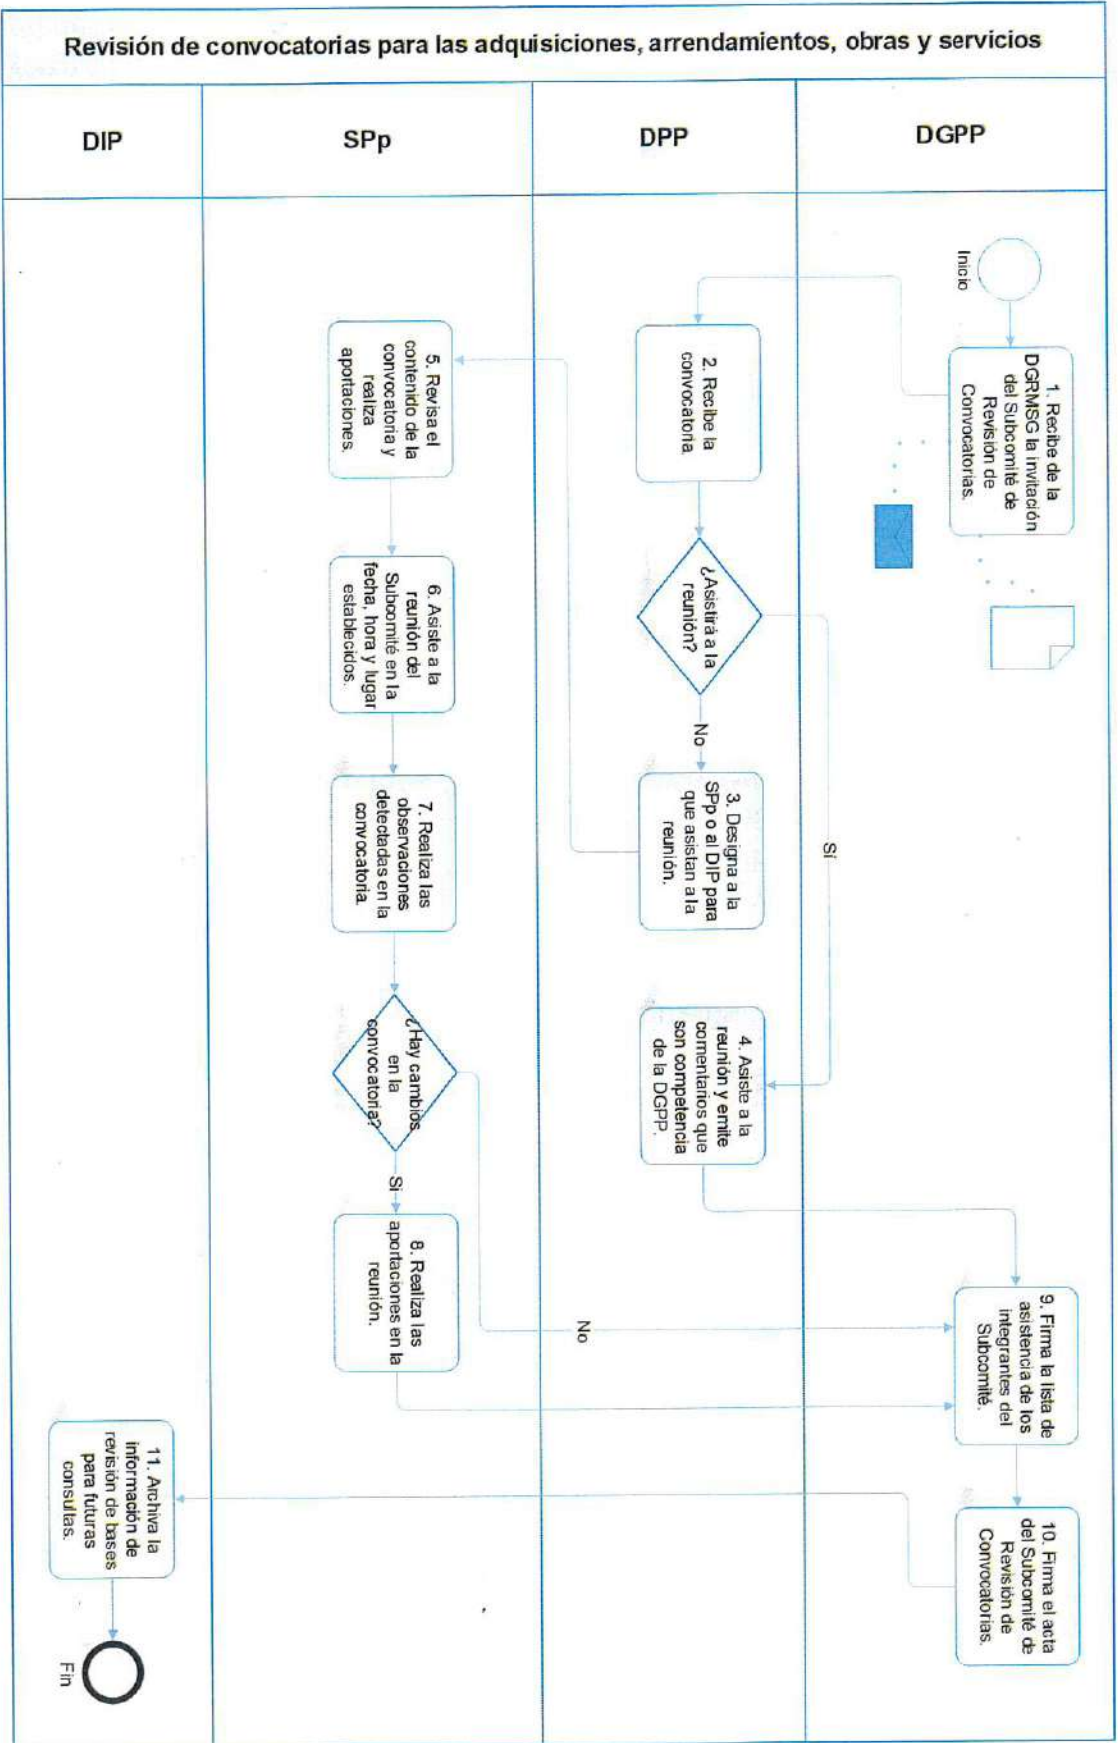 Revisión de convocatorias para las adquisiciones, arrendamientos, obras y servicios
DGPP
DPP
SPp
DIP
Inicio
1. Recibe de la
DGRMSG la invitación
del Subcomité de
Revisión de
Convocatorias.
2. Recibe la
convocatoria.
¿Asistirá a la
reunión?
No
Sí
3. Designa a la
SPp o al DIP para
que asistan a la
reunión.
4. Asiste a la
reunión y emite
comentarios que
son competencia
de la DGPP.
5. Revisa el
contenido de la
convocatoria y
realiza
aportaciones.
6. Asiste a la
reunión del
Subcomité en la
fecha, hora y lugar
establecidos.
7. Realiza las
observaciones
detectadas en la
convocatoria.
¿Hay cambios
en la
convocatoria?
Si
No
8. Realiza las
aportaciones en la
reunión.
9. Firma la lista de
asistencia de los
integrantes del
Subcomité.
10. Firma el acta
del Subcomité de
Revisión de
Convocatorias.
11. Archiva la
información de
revisión de bases
para futuras
consultas.
Fin